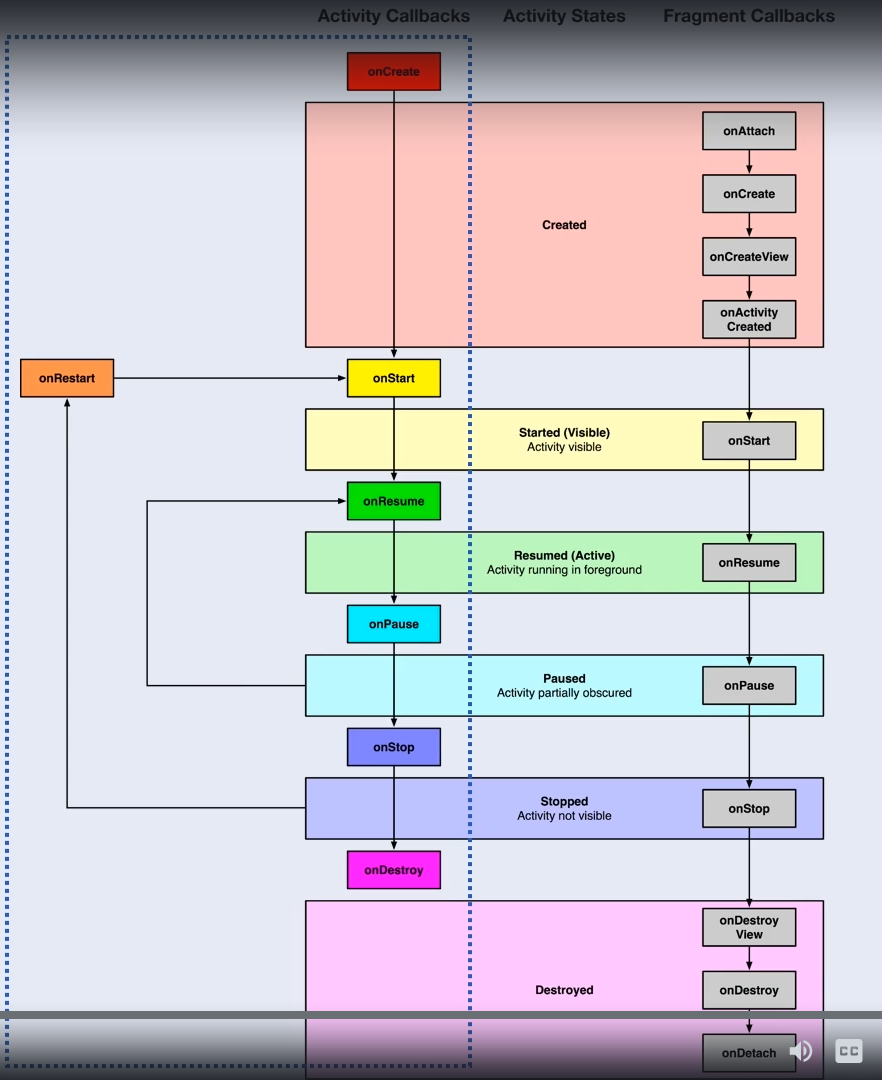 Activity Callbacks
Activity States
Fragment Callbacks
onCreate
onAttach
onCreate
Created
onCreateView
onActivity
Created
onRestart
onStart
Started (Visible)
Activity visible
onStart
onResume
Resumed (Active)
Activity running in foreground
onResume
onPause
Paused
Activity partially obscured
onPause
onStop
Stopped
Activity not visible
onStop
onDestroy
onDestroy
View
Destroyed
onDestroy
onDetach
CC